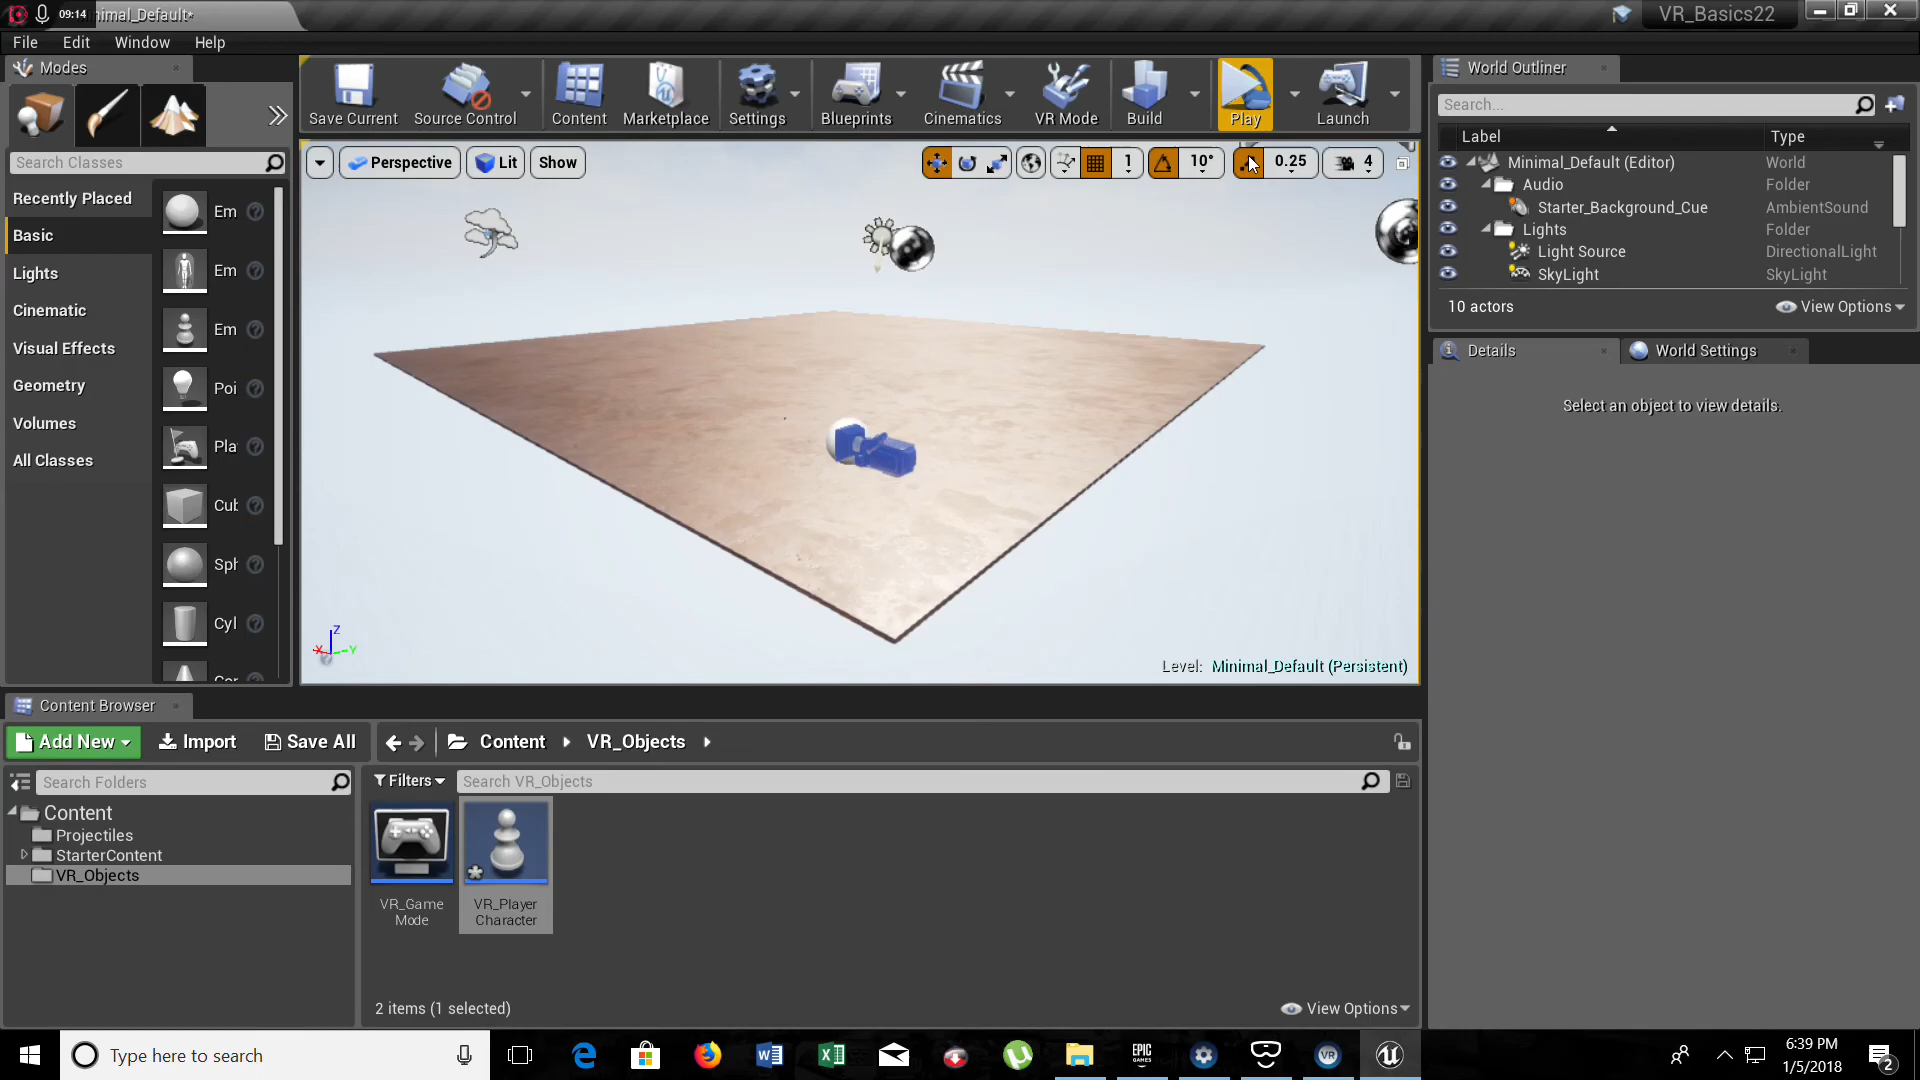 09:14
Minimal_Default*
VR_Basics22
File Edit Window Help
Modes
Search Classes
Recently Placed
Basic
Lights
Cinematic
Visual Effects
Geometry
Volumes
All Classes
Em
Em
Em
Poi
Pla
Cub
Sph
Cyl
Save Current
Source Control
Content
Marketplace
Settings
Blueprints
Cinematics
VR Mode
Build
Play
Launch
Perspective
Lit
Show
1
10°
0.25
4
Z
X
Y
Level: Minimal_Default (Persistent)
World Outliner
Search...
Label Type
Minimal_Default (Editor) World
Audio Folder
Starter_Background_Cue AmbientSound
Lights Folder
Light Source DirectionalLight
SkyLight SkyLight
10 actors
View Options
Details
World Settings
Select an object to view details.
Content Browser
Add New
Import
Save All
Content
VR_Objects
Search Folders
Filters
Search VR_Objects
Content
Projectiles
StarterContent
VR_Objects
VR_Game
Mode
VR_Player
Character
2 items (1 selected)
View Options
Type here to search
EPIC
GAMES
VR
6:39 PM
1/5/2018
2